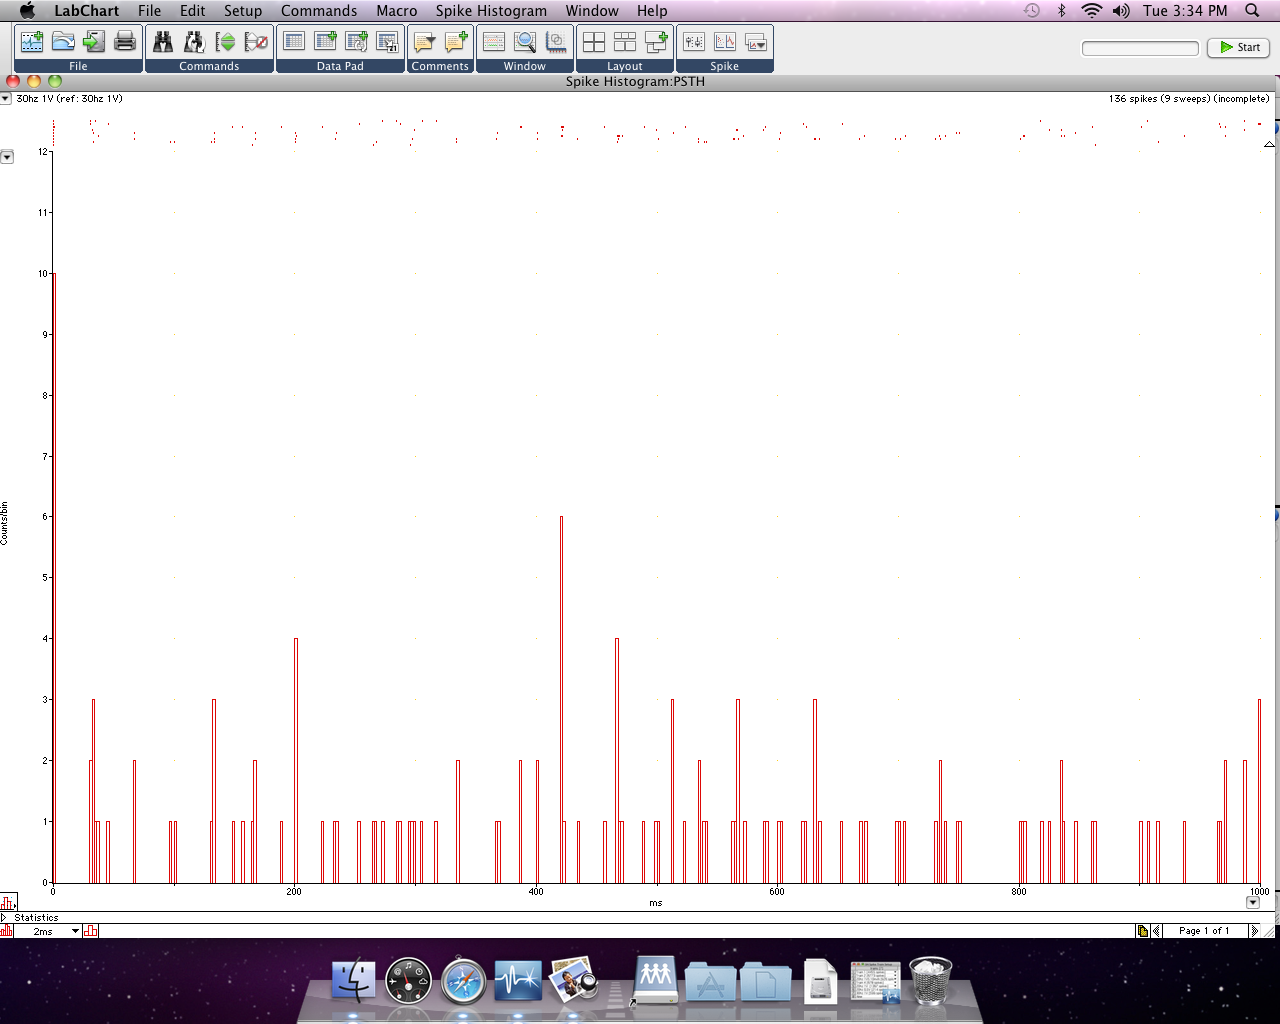 LabChart File Edit Setup Commands Macro Spike Histogram Window Help Tue 3:34 PM
File Commands Data Pad Comments Window Layout Spike Start
Spike Histogram:PSTH
30hz 1V (ref: 30hz 1V) 136 spikes (9 sweeps) (incomplete)
12
11
10
9
8
7
6
Counts/bin
5
4
3
2
1
0
0 200 400 600 800 1000
ms
Statistics
2ms Page 1 of 1